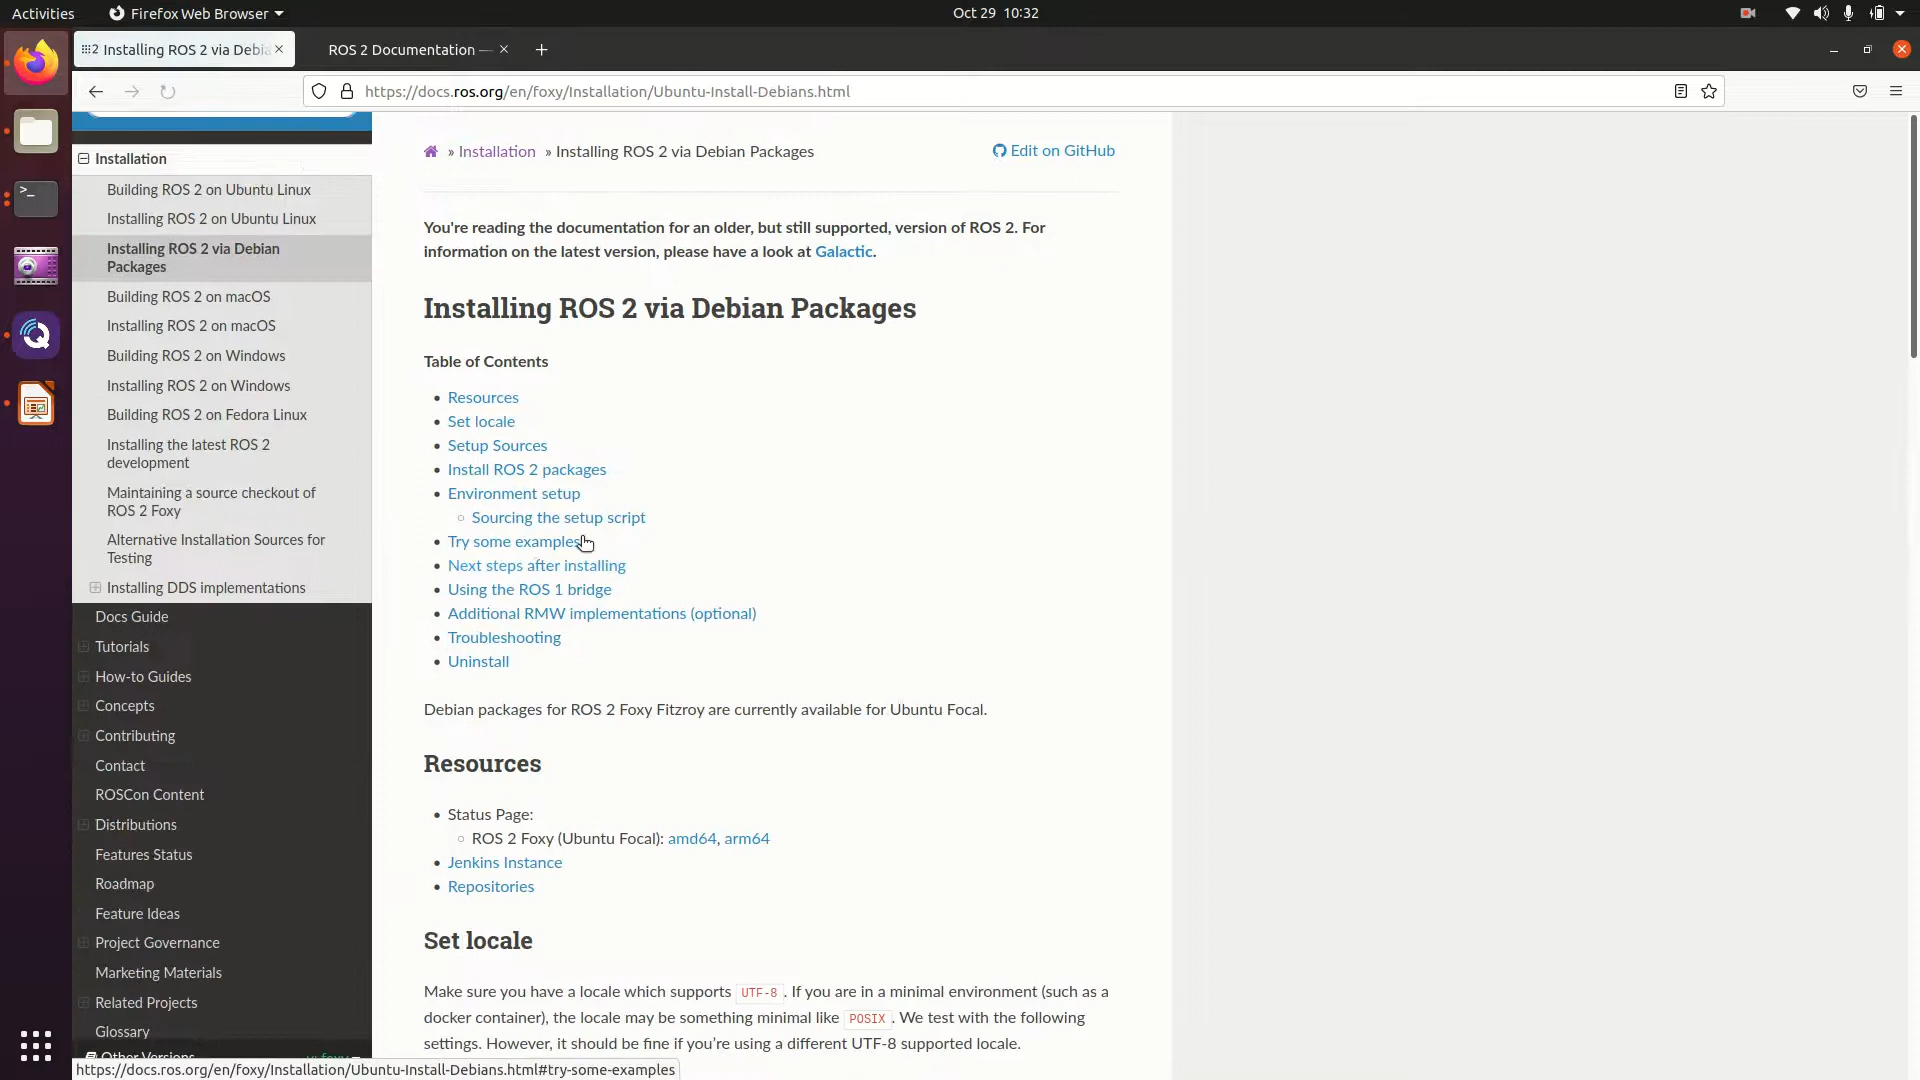 Activities
Firefox Web Browser
Oct 29 10:32
Installing ROS 2 via Debia
ROS 2 Documentation —
https://docs.ros.org/en/foxy/Installation/Ubuntu-Install-Debians.html
Installation
Building ROS 2 on Ubuntu Linux
Installing ROS 2 on Ubuntu Linux
Installing ROS 2 via Debian
Packages
Building ROS 2 on macOS
Installing ROS 2 on macOS
Building ROS 2 on Windows
Installing ROS 2 on Windows
Building ROS 2 on Fedora Linux
Installing the latest ROS 2
development
Maintaining a source checkout of
ROS 2 Foxy
Alternative Installation Sources for
Testing
Installing DDS implementations
Docs Guide
Tutorials
How-to Guides
Concepts
Contributing
Contact
ROSCon Content
Distributions
Features Status
Roadmap
Feature Ideas
Project Governance
Marketing Materials
Related Projects
Glossary
Other Versions
v: foxy
» Installation » Installing ROS 2 via Debian Packages
Edit on GitHub
You're reading the documentation for an older, but still supported, version of ROS 2. For
information on the latest version, please have a look at Galactic.
Installing ROS 2 via Debian Packages
Table of Contents
• Resources
• Set locale
• Setup Sources
• Install ROS 2 packages
• Environment setup
◦ Sourcing the setup script
• Try some examples
• Next steps after installing
• Using the ROS 1 bridge
• Additional RMW implementations (optional)
• Troubleshooting
• Uninstall
Debian packages for ROS 2 Foxy Fitzroy are currently available for Ubuntu Focal.
Resources
• Status Page:
◦ ROS 2 Foxy (Ubuntu Focal): amd64, arm64
• Jenkins Instance
• Repositories
Set locale
Make sure you have a locale which supports UTF-8. If you are in a minimal environment (such as a
docker container), the locale may be something minimal like POSIX. We test with the following
settings. However, it should be fine if you're using a different UTF-8 supported locale.
https://docs.ros.org/en/foxy/Installation/Ubuntu-Install-Debians.html#try-some-examples